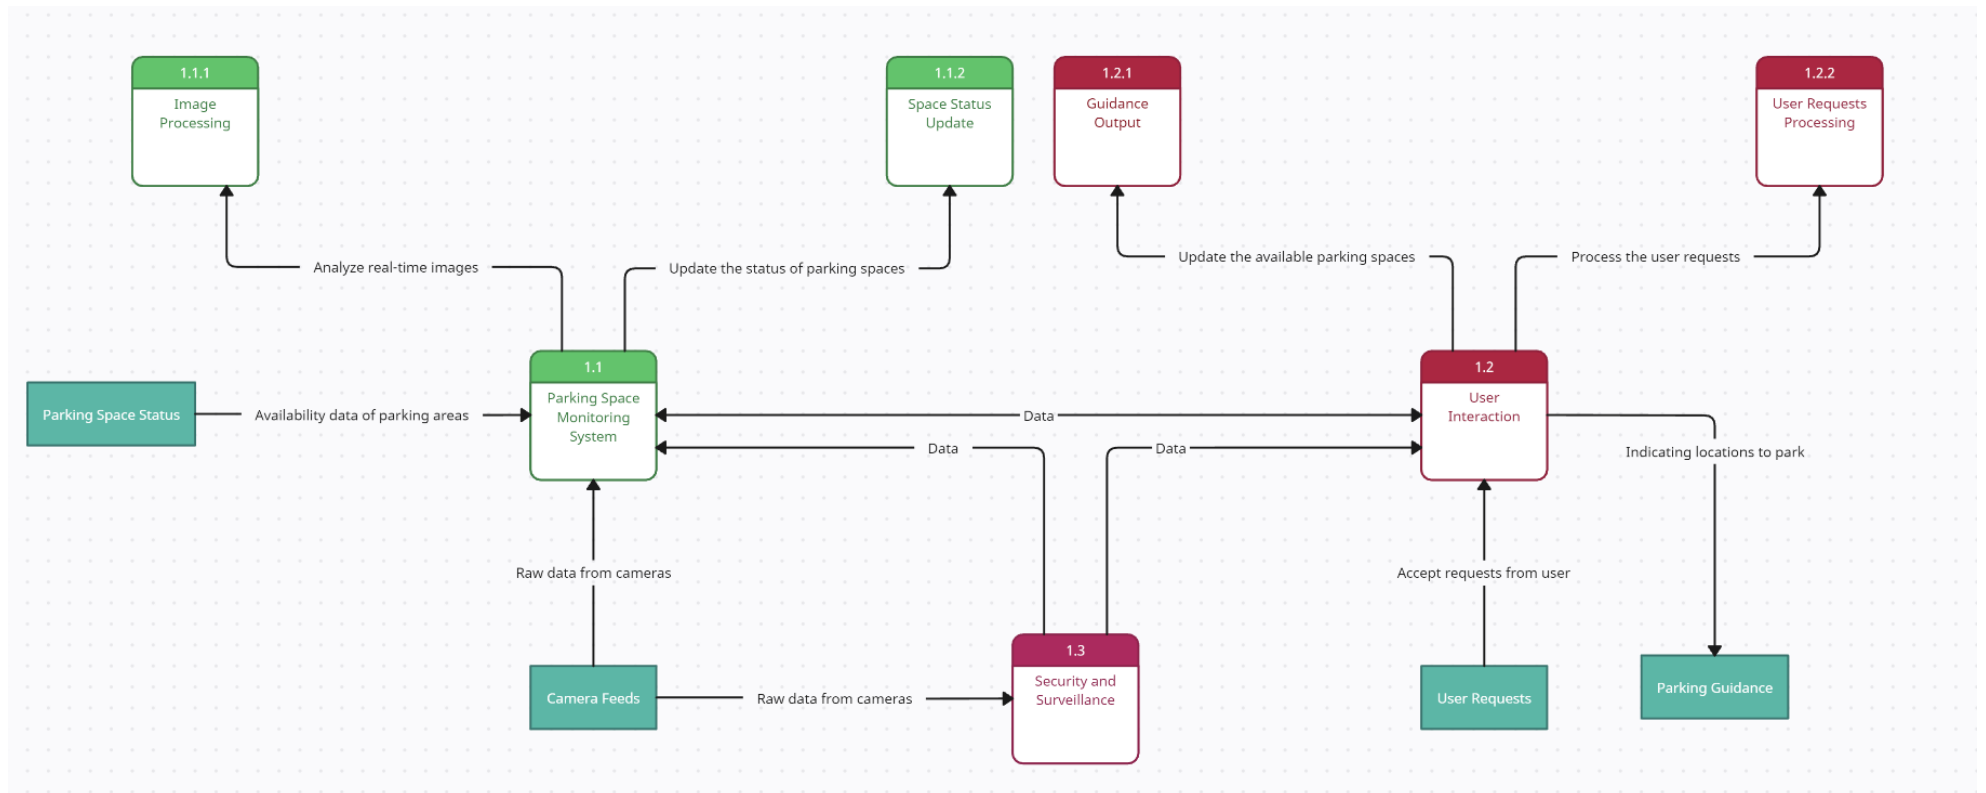 1.1.1
Image
Processing
1.1.2
Space Status
Update
1.2.1
Guidance
Output
1.2.2
User Requests
Processing
Analyze real-time images
Update the status of parking spaces
Update the available parking spaces
Process the user requests
Parking Space Status
Availability data of parking areas
1.1
Parking Space
Monitoring
System
Data
1.2
User
Interaction
Data
Data
Indicating locations to park
Raw data from cameras
Accept requests from user
Camera Feeds
Raw data from cameras
1.3
Security and
Surveillance
User Requests
Parking Guidance